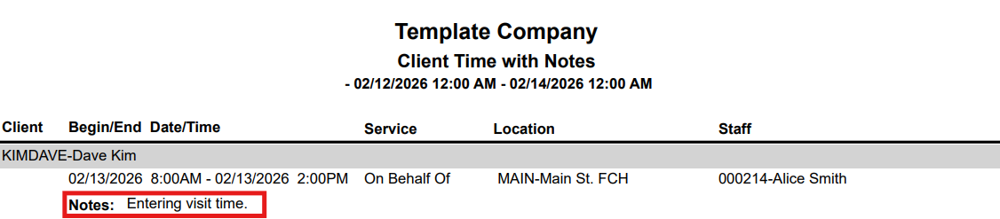 Template Company
Client Time with Notes
- 02/12/2026 12:00 AM - 02/14/2026 12:00 AM
Client Begin/End Date/Time Service Location Staff
KIMDAVE-Dave Kim
02/13/2026 8:00AM - 02/13/2026 2:00PM On Behalf Of MAIN-Main St. FCH 000214-Alice Smith
Notes: Entering visit time.